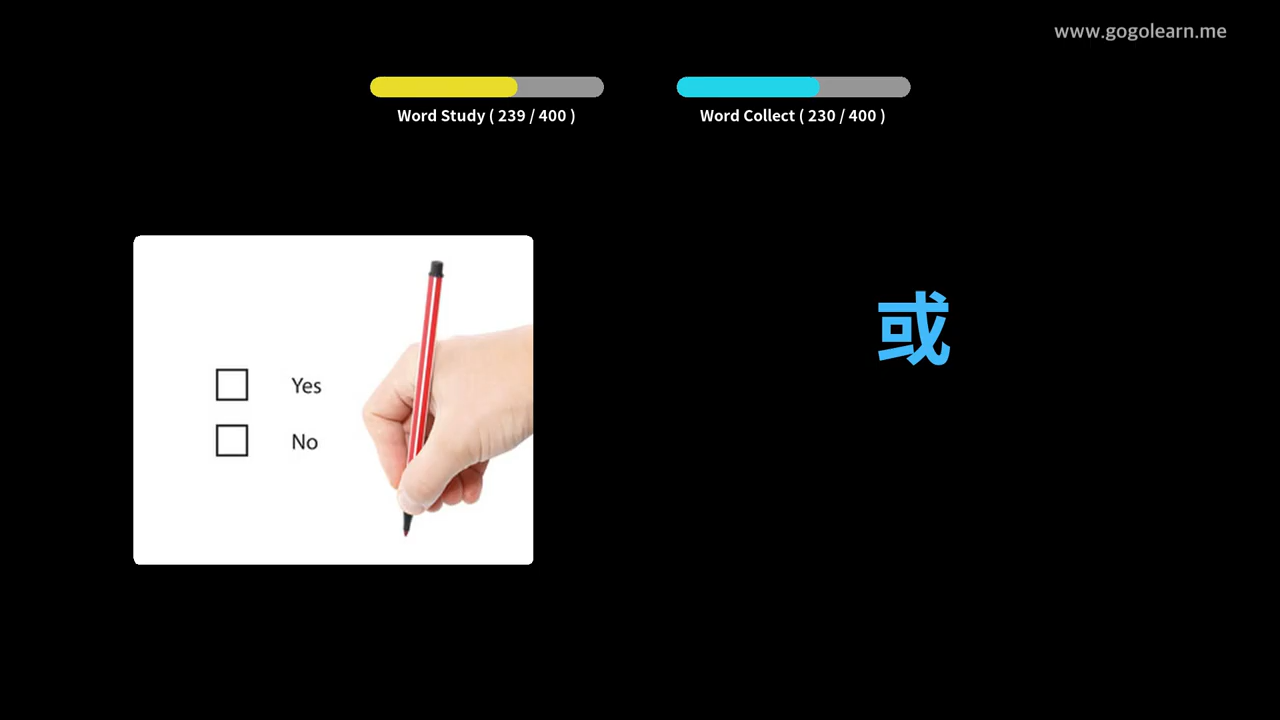 www.gogolearn.me
Word Study ( 239 / 400 )
Word Collect ( 230 / 400 )
Yes
No
或